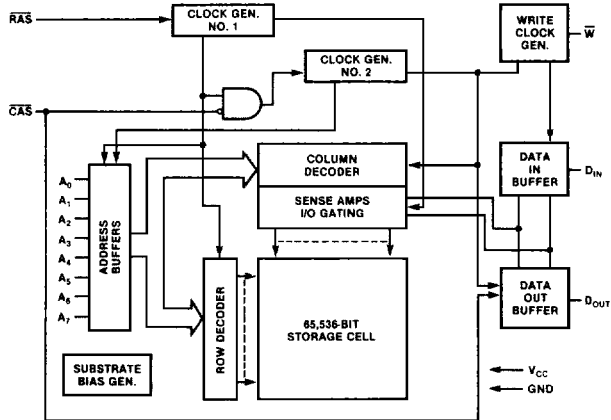 RAS
CLOCK GEN.
NO. 1
WRITE
CLOCK
GEN.
W
CLOCK GEN.
NO. 2
CAS
COLUMN
DECODER
DATA
IN
BUFFER
DIN
A0
A1
A2
A3
A4
A5
A6
A7
ADDRESS
BUFFERS
SENSE AMPS
I/O GATING
ROW DECODER
65,536-BIT
STORAGE CELL
DATA
OUT
BUFFER
DOUT
SUBSTRATE
BIAS GEN.
VCC
GND